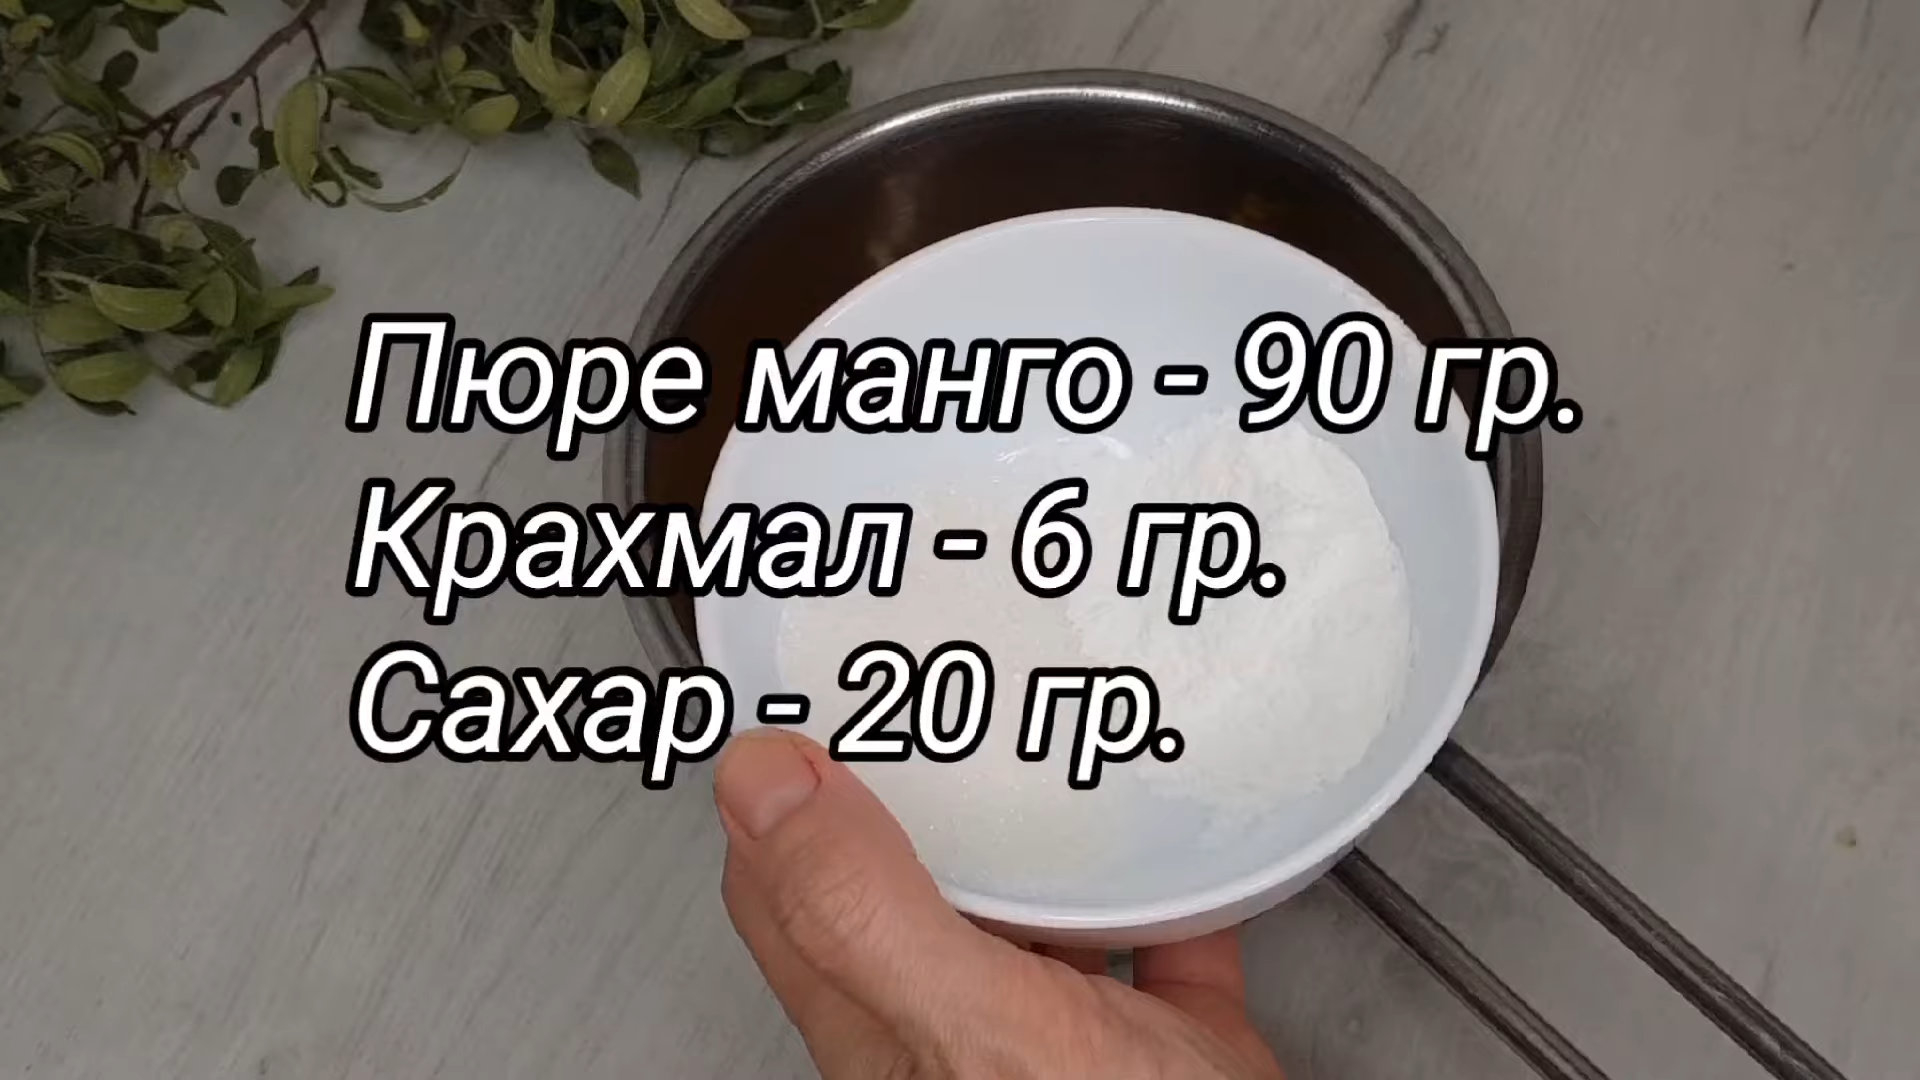 Пюре манго - 90 гр.
Крахмал - 6 гр.
Сахар - 20 гр.